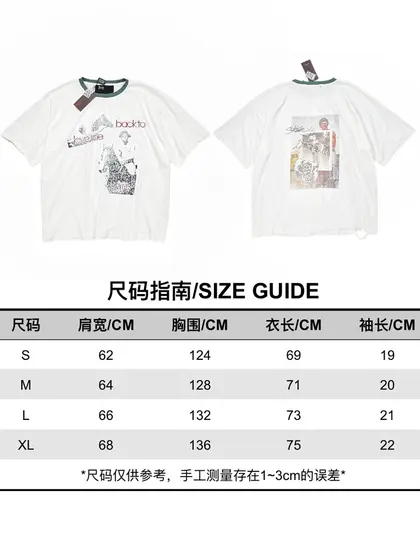 back to
尺码指南/SIZE GUIDE
尺码 肩宽/CM 胸围/CM 衣长/CM 袖长/CM
S 62 124 69 19
M 64 128 71 20
L 66 132 73 21
XL 68 136 75 22
*尺码仅供参考，手工测量存在1~3cm的误差*